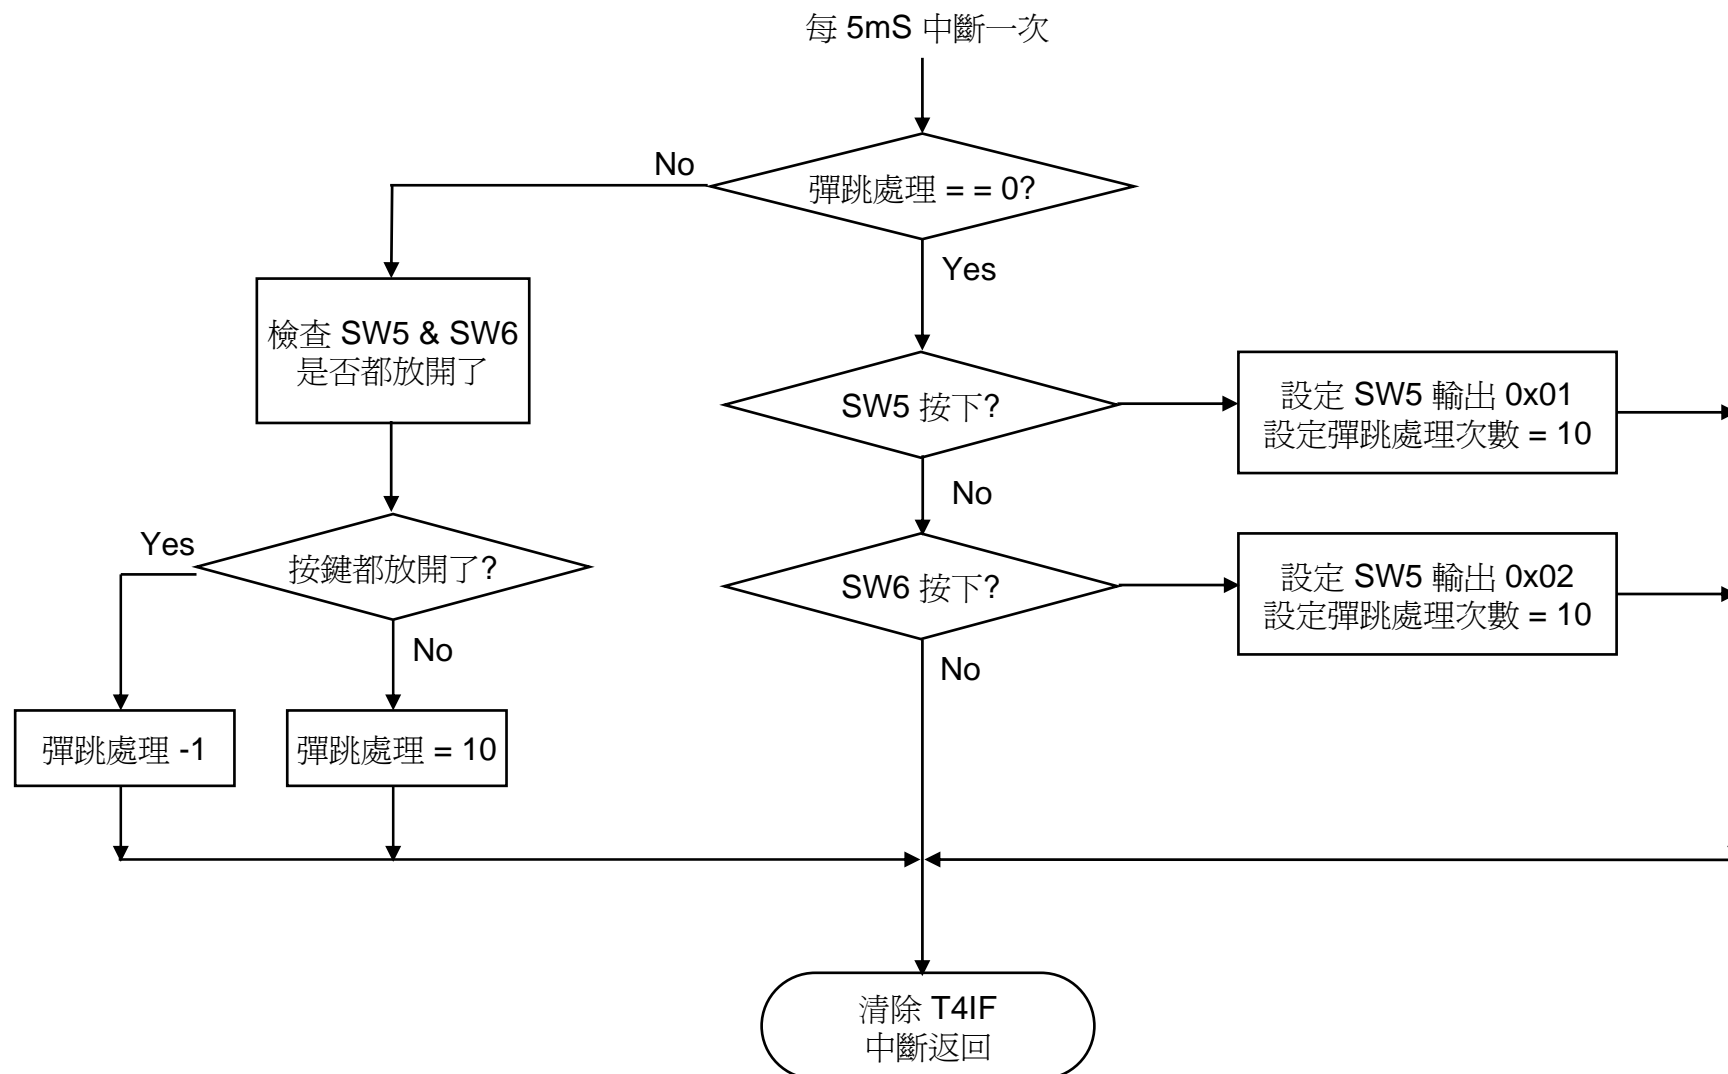 每 5mS 中斷一次
No
彈跳處理 = = 0?
Yes
檢查 SW5 & SW6
是否都放開了
SW5 按下?
設定 SW5 輸出 0x01
設定彈跳處理次數 = 10
No
Yes
按鍵都放開了?
SW6 按下?
設定 SW5 輸出 0x02
設定彈跳處理次數 = 10
No
No
彈跳處理 -1
彈跳處理 = 10
清除 T4IF
中斷返回